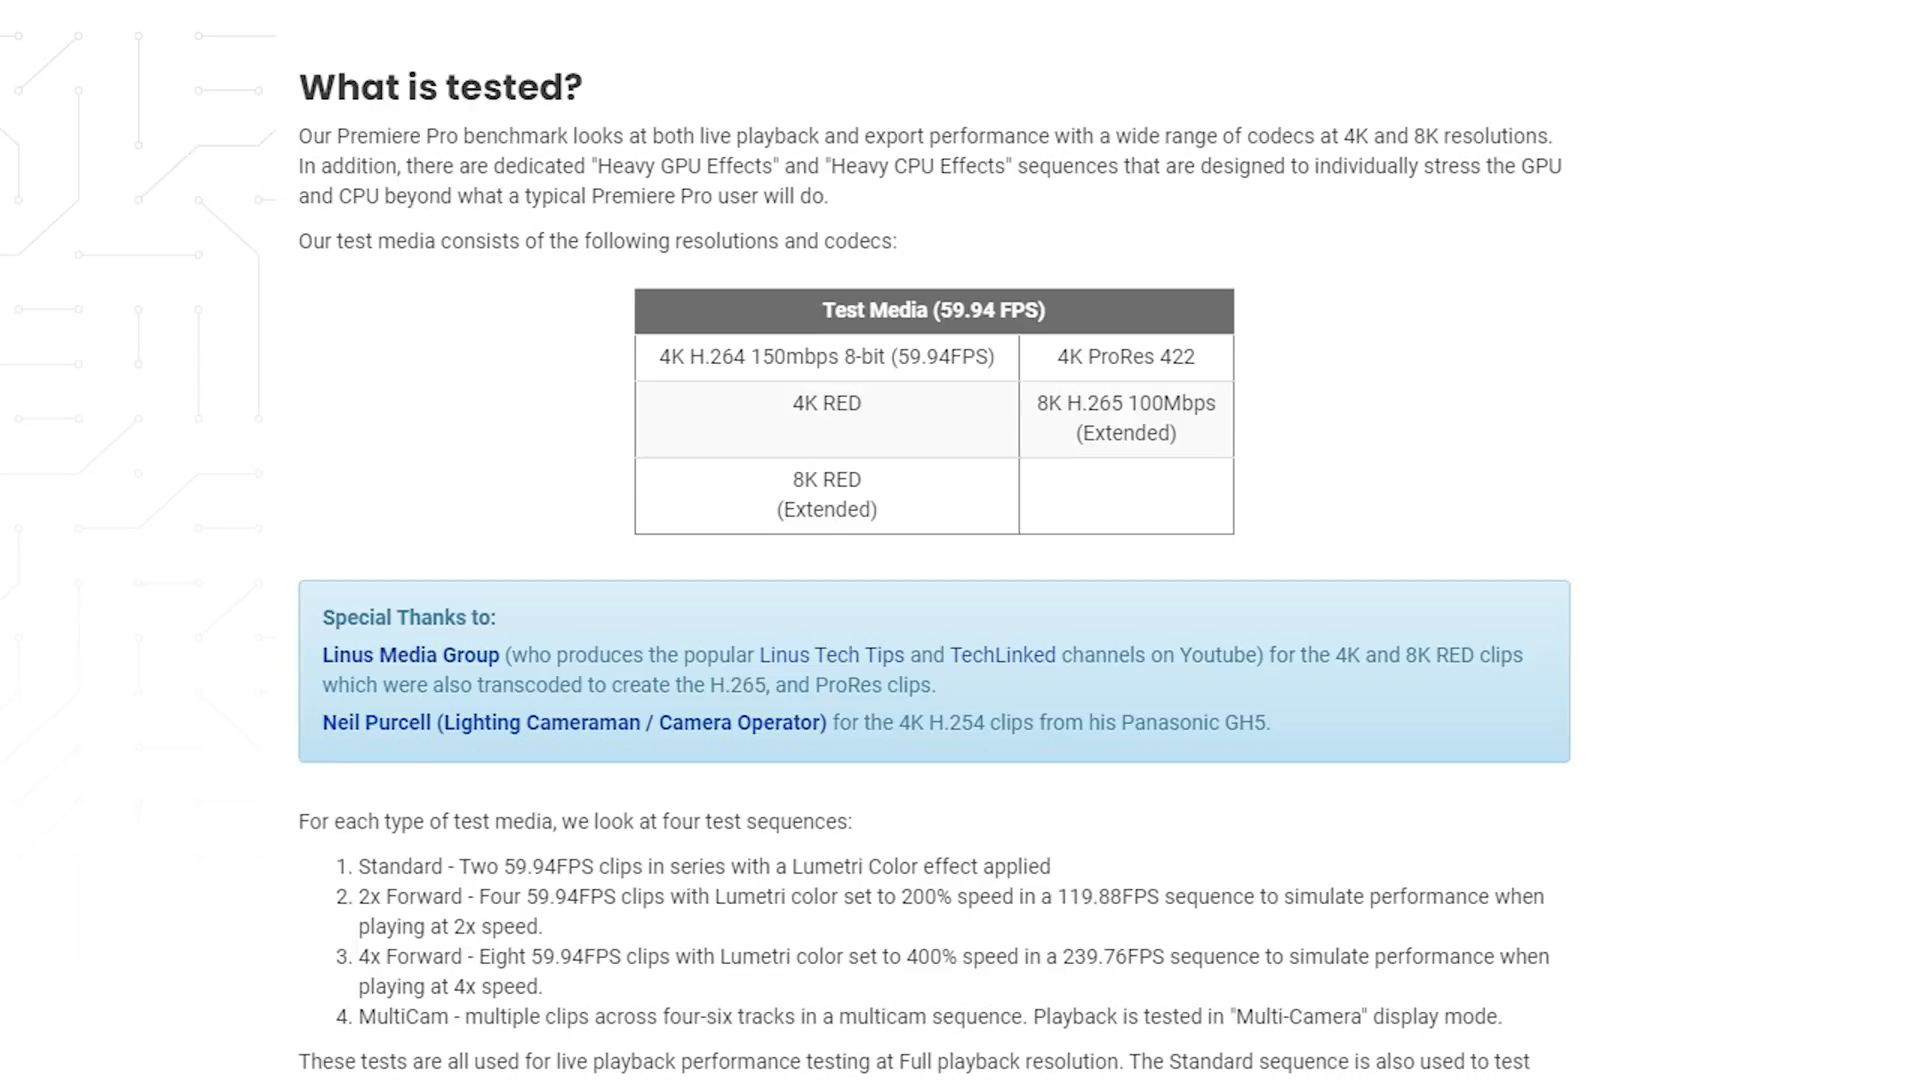 What is tested?
Our Premiere Pro benchmark looks at both live playback and export performance with a wide range of codecs at 4K and 8K resolutions.
In addition, there are dedicated "Heavy GPU Effects" and "Heavy CPU Effects" sequences that are designed to individually stress the GPU
and CPU beyond what a typical Premiere Pro user will do.
Our test media consists of the following resolutions and codecs:
Test Media (59.94 FPS)
4K H.264 150mbps 8-bit (59.94FPS) 4K ProRes 422
4K RED 8K H.265 100Mbps
(Extended)
8K RED
(Extended)
Special Thanks to:
Linus Media Group (who produces the popular Linus Tech Tips and TechLinked channels on Youtube) for the 4K and 8K RED clips
which were also transcoded to create the H.265, and ProRes clips.
Neil Purcell (Lighting Cameraman / Camera Operator) for the 4K H.254 clips from his Panasonic GH5.
For each type of test media, we look at four test sequences:
1. Standard - Two 59.94FPS clips in series with a Lumetri Color effect applied
2. 2x Forward - Four 59.94FPS clips with Lumetri color set to 200% speed in a 119.88FPS sequence to simulate performance when
playing at 2x speed.
3. 4x Forward - Eight 59.94FPS clips with Lumetri color set to 400% speed in a 239.76FPS sequence to simulate performance when
playing at 4x speed.
4. MultiCam - multiple clips across four-six tracks in a multicam sequence. Playback is tested in "Multi-Camera" display mode.
These tests are all used for live playback performance testing at Full playback resolution. The Standard sequence is also used to test